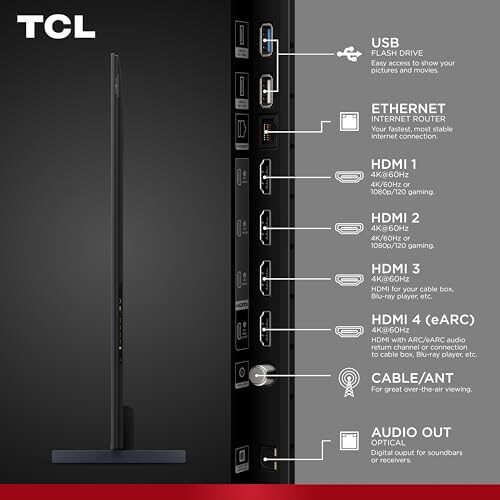 TCL
USB
FLASH DRIVE
Easy access to show your
pictures and movies.
ETHERNET
INTERNET ROUTER
Your fastest, most stable
internet connection.
HDMI 1
4K@60Hz
4K/60Hz or
1080p/120 gaming.
HDMI 2
4K@60Hz
4K/60Hz or
1080p/120 gaming.
HDMI 3
4K@60Hz
HDMI for your cable box,
Blu-ray player, etc.
HDMI 4 (eARC)
4K@60Hz
HDMI with ARC/eARC audio
return channel or connection
to cable box, Blu-ray player, etc.
CABLE/ANT
For great over-the-air viewing.
AUDIO OUT
OPTICAL
Digital ouput for soundbars
or receivers.